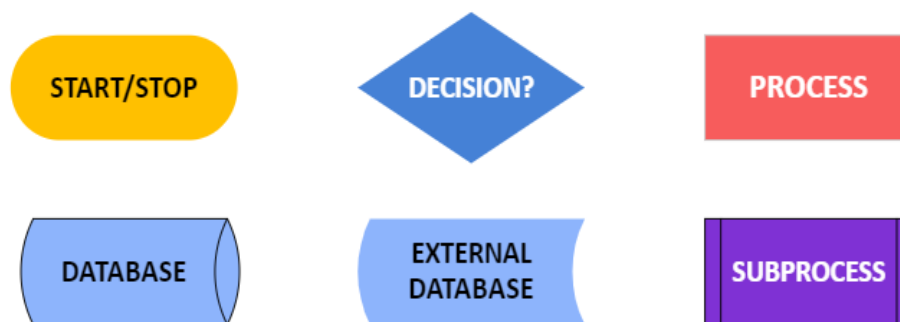 START/STOP
DECISION?
PROCESS
DATABASE
EXTERNAL
DATABASE
SUBPROCESS